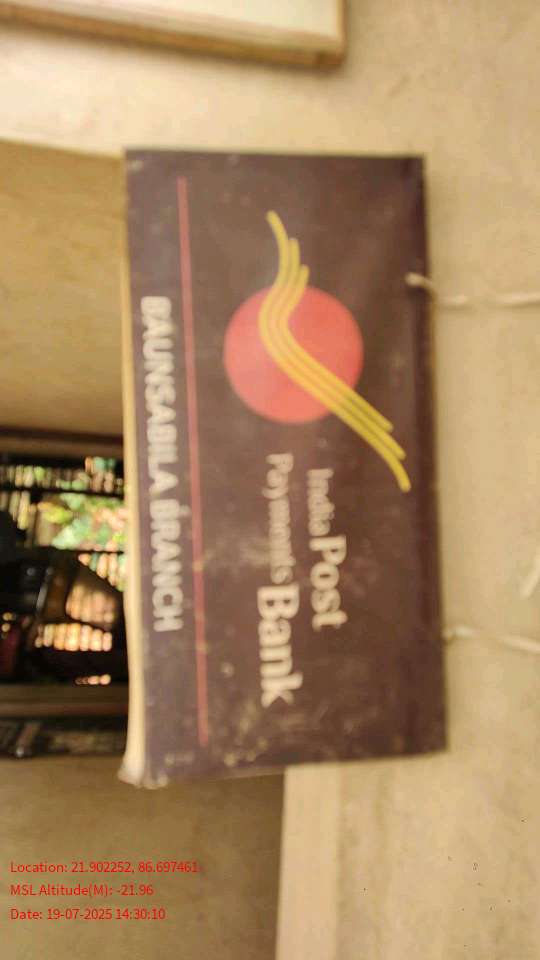 India Post
Payments Bank
BAUNSABILA BRANCH
Location: 21.902252, 86.697461
MSL Altitude(M): -21.96
Date: 19-07-2025 14:30:10